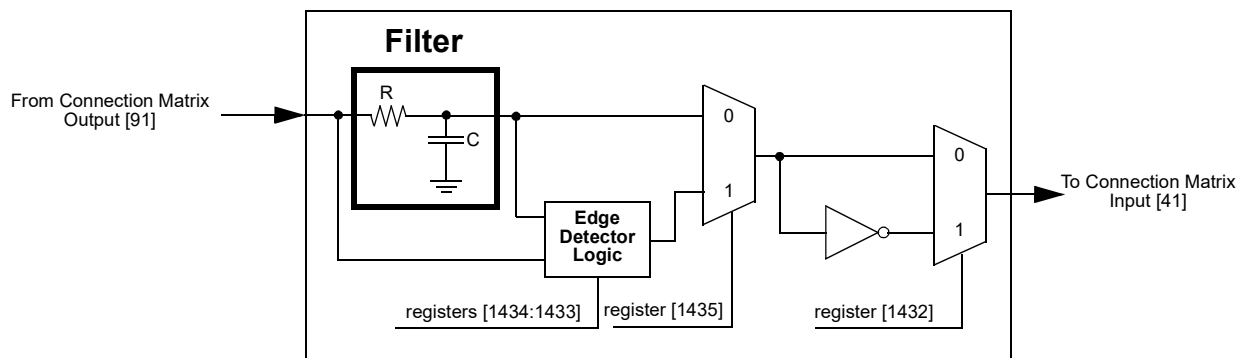 Filter
R
C
From Connection Matrix
Output [91]
0
1
Edge
Detector
Logic
0
1
To Connection Matrix
Input [41]
registers [1434:1433]
register [1435]
register [1432]